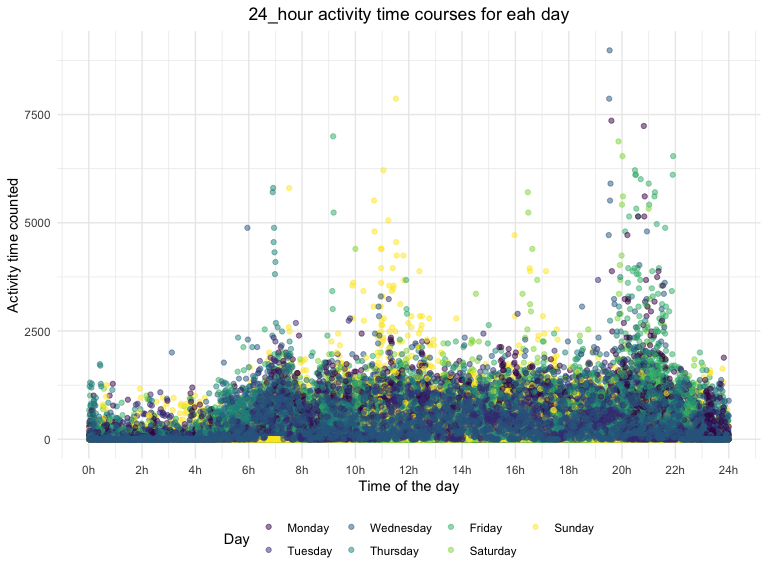 24_hour activity time courses for eah day
Activity time counted
7500
5000
2500
0
0h 2h 4h 6h 8h 10h 12h 14h 16h 18h 20h 22h 24h
Time of the day
Day
Monday Wednesday Friday Sunday
Tuesday Thursday Saturday